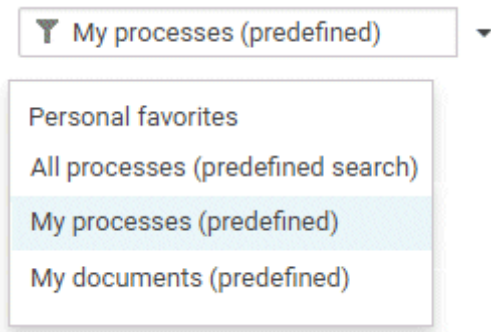 My processes (predefined)
Personal favorites
All processes (predefined search)
My processes (predefined)
My documents (predefined)